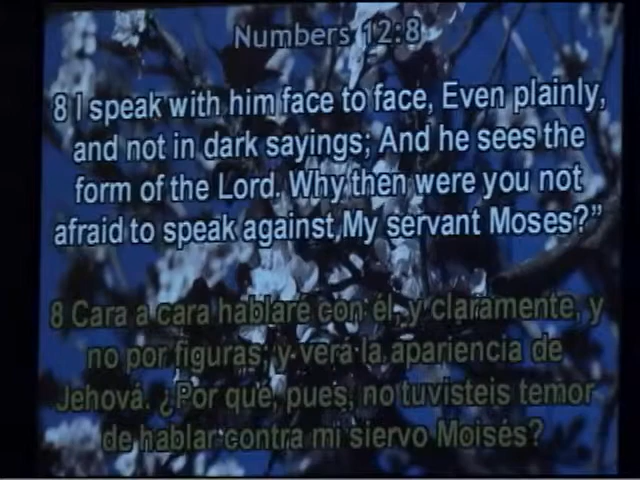 Numbers 12:8
8 I speak with him face to face, Even plainly,
and not in dark sayings; And he sees the
form of the Lord. Why then were you not
afraid to speak against My servant Moses?”
8 Cara a cara hablaré con él, y claramente, y
no por figuras; y verá la apariencia de
Jehová. ¿Por qué, pues, no tuvisteis temor
de hablar contra mi siervo Moisés?